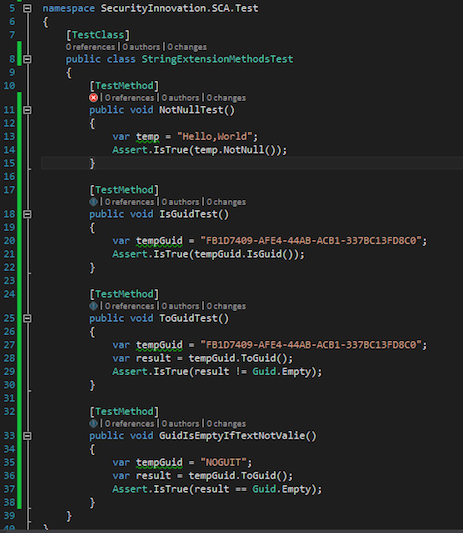 5 namespace SecurityInnovation.SCA.Test
6 {
7 [TestClass]
0 references | 0 authors | 0 changes
8 public class StringExtensionMethodsTest
9 {
10 [TestMethod]
| 0 references | 0 authors | 0 changes
11 public void NotNullTest()
12 {
13 var temp = "Hello,World";
14 Assert.IsTrue(temp.NotNull());
15 }
16
17 [TestMethod]
| 0 references | 0 authors | 0 changes
18 public void IsGuidTest()
19 {
20 var tempGuid = "FB1D7409-AFE4-44AB-ACB1-337BC13FD8C0";
21 Assert.IsTrue(tempGuid.IsGuid());
22 }
23
24 [TestMethod]
| 0 references | 0 authors | 0 changes
25 public void ToGuidTest()
26 {
27 var tempGuid = "FB1D7409-AFE4-44AB-ACB1-337BC13FD8C0";
28 var result = tempGuid.ToGuid();
29 Assert.IsTrue(result != Guid.Empty);
30 }
31
32 [TestMethod]
| 0 references | 0 authors | 0 changes
33 public void GuidIsEmptyIfTextNotValie()
34 {
35 var tempGuid = "NOGUIT";
36 var result = tempGuid.ToGuid();
37 Assert.IsTrue(result == Guid.Empty);
38 }
39 }
40 }